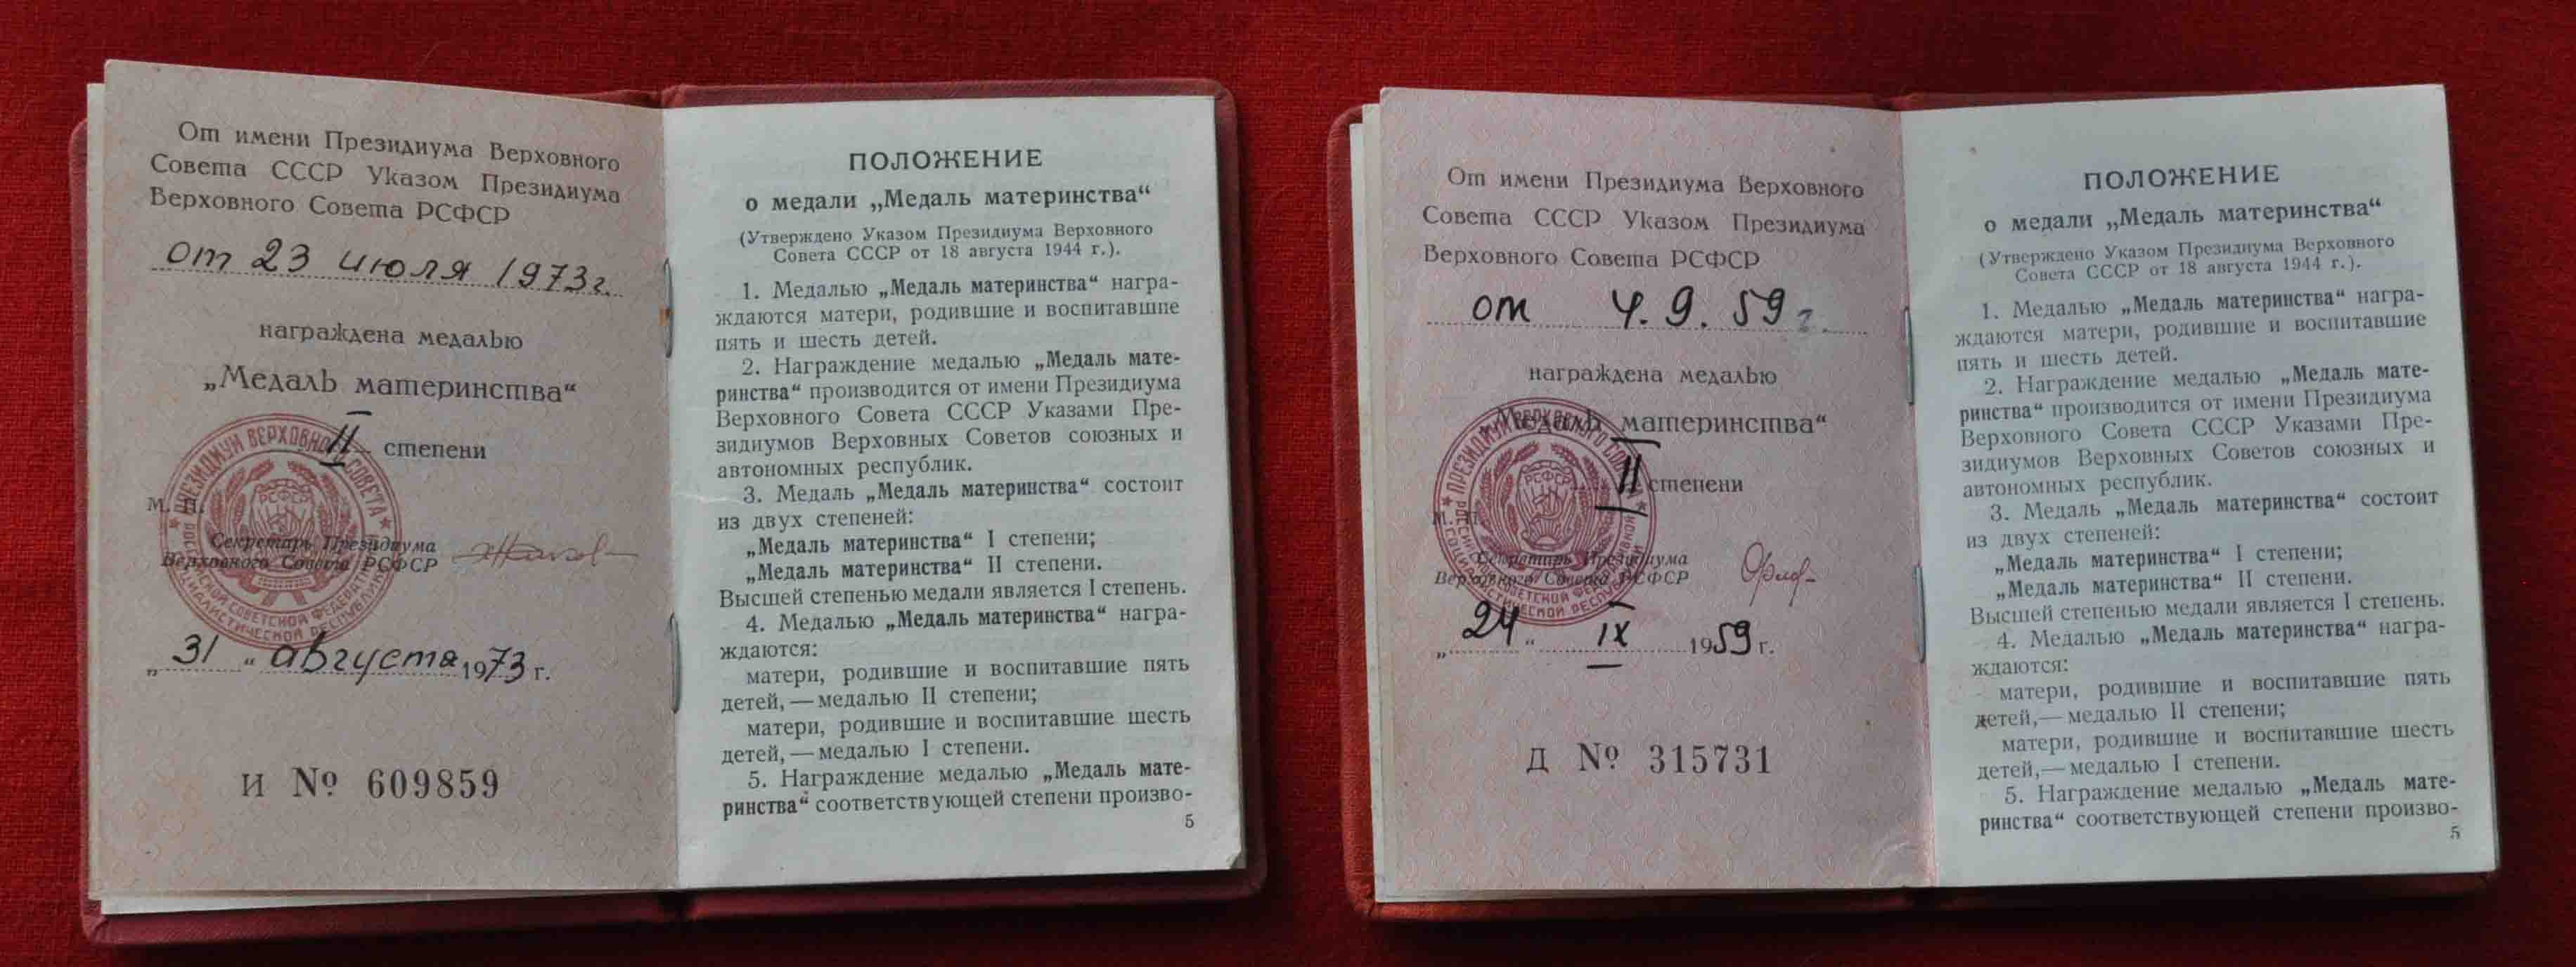 От имени Президиума Верховного
Совета СССР Указом Президиума
Верховного Совета РСФСР
от 23 июля 1973г.
награждена медалью
„Медаль материнства“
II степени
М. П.
Секретарь Президиума
Верховного Совета РСФСР
„31“ августа 1973 г.
И № 609859
ПОЛОЖЕНИЕ
о медали „Медаль материнства“
(Утверждено Указом Президиума Верховного
Совета СССР от 18 августа 1944 г.).
1. Медалью „Медаль материнства“ награ-
ждаются матери, родившие и воспитавшие
пять и шесть детей.
2. Награждение медалью „Медаль мате-
ринства“ производится от имени Президиума
Верховного Совета СССР Указами Пре-
зидиумов Верховных Советов союзных и
автономных республик.
3. Медаль „Медаль материнства“ состоит
из двух степеней:
„Медаль материнства“ I степени;
„Медаль материнства“ II степени.
Высшей степенью медали является I степень.
4. Медалью „Медаль материнства“ награ-
ждаются:
матери, родившие и воспитавшие пять
детей,—медалью II степени;
матери, родившие и воспитавшие шесть
детей,—медалью I степени.
5. Награждение медалью „Медаль мате-
ринства“ соответствующей степени произво-
5
От имени Президиума Верховного
Совета СССР Указом Президиума
Верховного Совета РСФСР
от 4.9.59 г.
награждена медалью
„Медаль материнства“
II степени
М. П.
Секретарь Президиума
Верховного Совета РСФСР
„24“ IX 1959 г.
Д № 315731
ПОЛОЖЕНИЕ
о медали „Медаль материнства“
(Утверждено Указом Президиума Верховного
Совета СССР от 18 августа 1944 г.).
1. Медалью „Медаль материнства“ награ-
ждаются матери, родившие и воспитавшие
пять и шесть детей.
2. Награждение медалью „Медаль мате-
ринства“ производится от имени Президиума
Верховного Совета СССР Указами Пре-
зидиумов Верховных Советов союзных и
автономных республик.
3. Медаль „Медаль материнства“ состоит
из двух степеней:
„Медаль материнства“ I степени;
„Медаль материнства“ II степени.
Высшей степенью медали является I степень.
4. Медалью „Медаль материнства“ награ-
ждаются:
матери, родившие и воспитавшие пять
детей,—медалью II степени;
матери, родившие и воспитавшие шесть
детей,—медалью I степени.
5. Награждение медалью „Медаль мате-
ринства“ соответствующей степени произво-
5